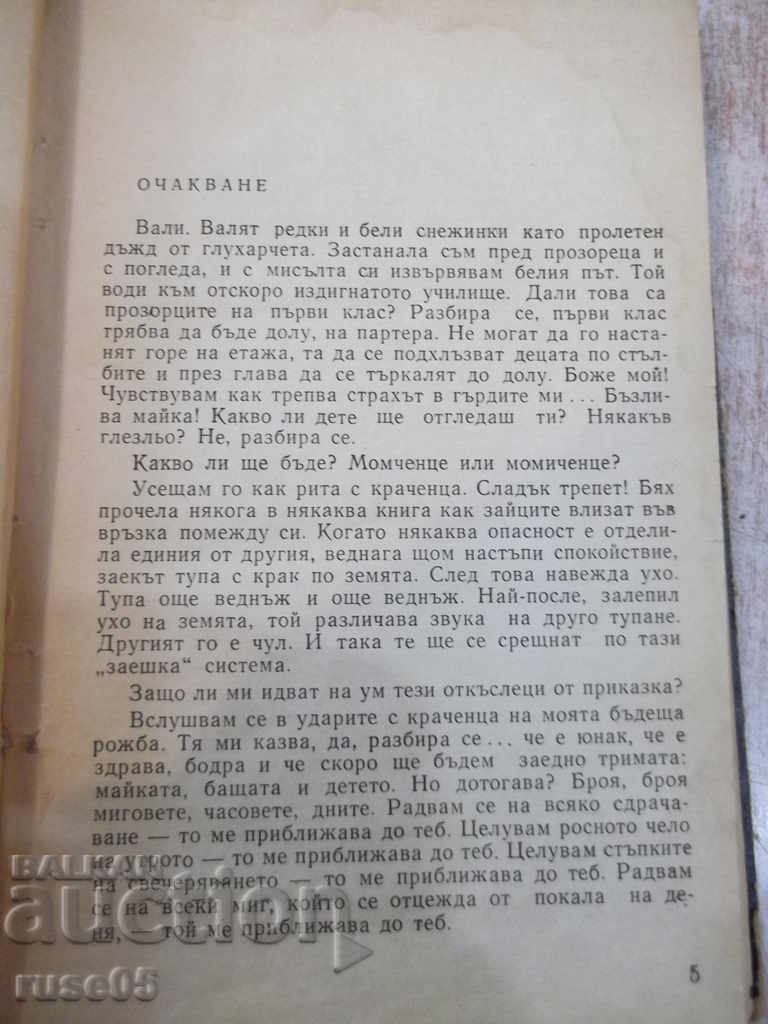 ОЧАКВАНЕ
Вали. Валят редки и бели снежинки като пролетен
дъжд от глухарчета. Застанала съм пред прозореца и
с погледа, и с мисълта си извървявам белия път. Той
води към отскоро издигнатото училище. Дали това са
прозорците на първи клас? Разбира се, първи клас
трябва да бъде долу, на партера. Не могат да го наста-
нят горе на етажа, та да се подхлъзват децата по стъл-
бите и през глава да се търкалят до долу. Боже мой!
Чувствувам как трепва страхът в гърдите ми... Бъзли-
ва майка! Какво ли дете ще отгледаш ти? Някакъв
глезльо? Не, разбира се.
Какво ли ще бъде? Момченце или момиченце?
Усещам го как рита с краченца. Сладък трепет! Бях
прочела някога в някаква книга как зайците влизат във
връзка помежду си. Когато някаква опасност е отдели-
ла единия от другия, веднага щом настъпи спокойствие,
заекът тупа с крак по земята. След това навежда ухо.
Тупа още веднъж и още веднъж. Най-после, залепил
ухо на земята, той различава звука на друго тупане.
Другият го е чул. И така те ще се срещнат по тази
„заешка“ система.
Защо ли ми идват на ум тези откъслеци от приказка?
Вслушвам се в ударите с краченца на моята бъдеща
рожба. Тя ми казва, да, разбира се... че е юнак, че е
здрава, бодра и че скоро ще бъдем заедно тримата:
майката, бащата и детето. Но дотогава? Броя, броя
миговете, часовете, дните. Радвам се на всяко сдрача-
ване — то ме приближава до теб. Целувам росното чело
на утрото — то ме приближава до теб. Целувам стъпките
на свечеряването — то ме приближава до теб. Радвам
се на всеки миг, който се отцежда от покала на де-
ня, — той ме приближава до теб.
5
BALKAN
auction
ruse05